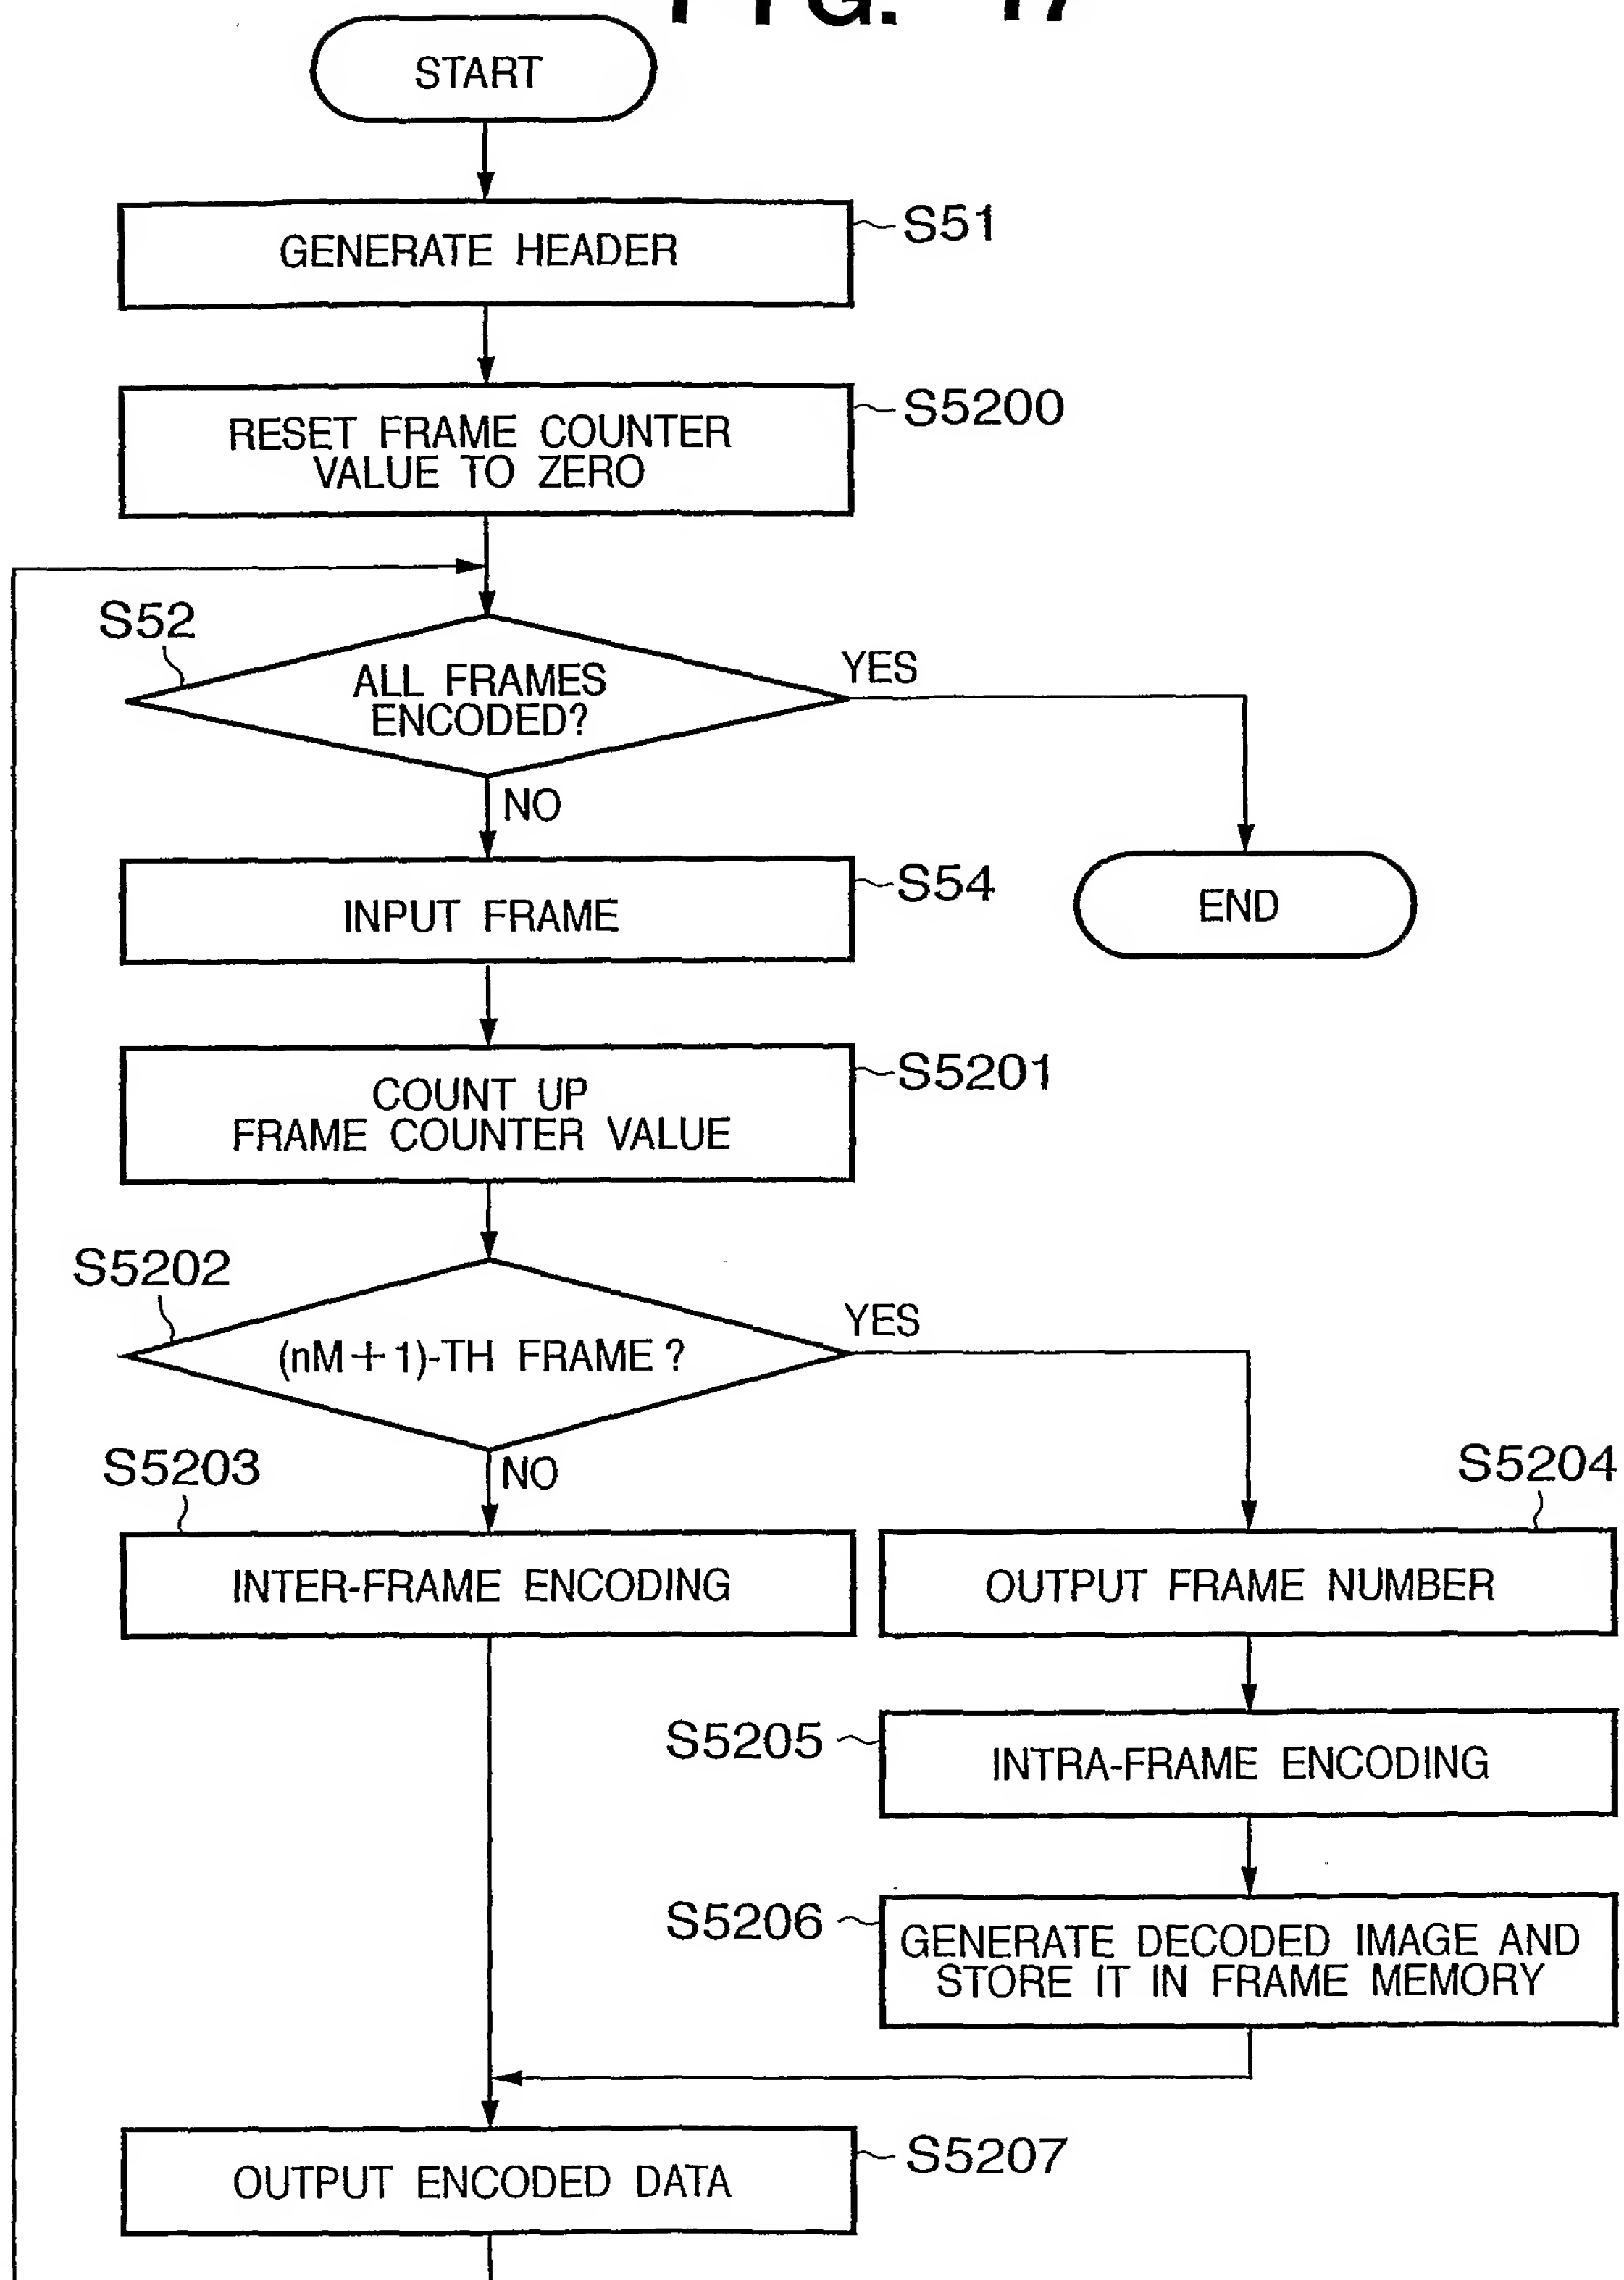 FIG. 17
START
GENERATE HEADER
S51
RESET FRAME COUNTER
VALUE TO ZERO
S5200
S52
ALL FRAMES
ENCODED?
YES
NO
INPUT FRAME
S54
END
COUNT UP
FRAME COUNTER VALUE
S5201
S5202
(nM+1)-TH FRAME?
YES
NO
S5203
S5204
INTER-FRAME ENCODING
OUTPUT FRAME NUMBER
S5205
INTRA-FRAME ENCODING
S5206
GENERATE DECODED IMAGE AND
STORE IT IN FRAME MEMORY
OUTPUT ENCODED DATA
S5207